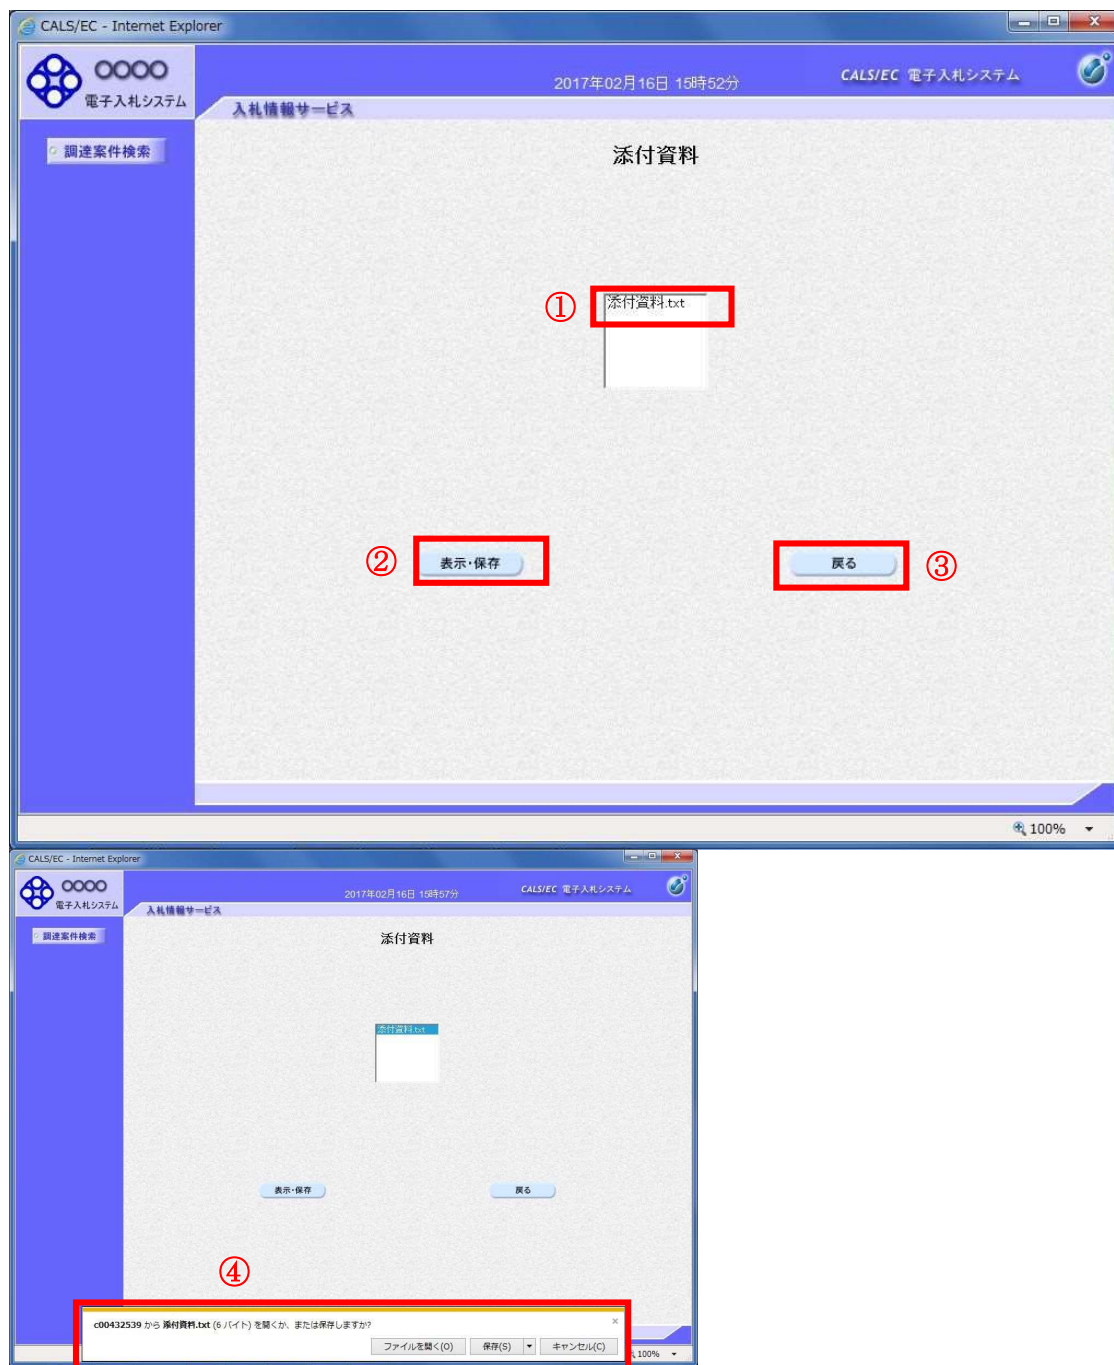 CALS/EC - Internet Explorer
○○○○
電子入札システム
2017年02月16日 15時52分
CALS/EC 電子入札システム
入札情報サービス
調達案件検索
添付資料
①
添付資料.txt
②
表示・保存
戻る
③
100%
CALS/EC - Internet Explorer
○○○○
電子入札システム
2017年02月16日 15時57分
CALS/EC 電子入札システム
入札情報サービス
調達案件検索
添付資料
添付資料.txt
表示・保存
戻る
④
c00432539 から 添付資料.txt (6 バイト) を開くか、または保存しますか?
ファイルを開く(O)
保存(S)
キャンセル(C)
100%